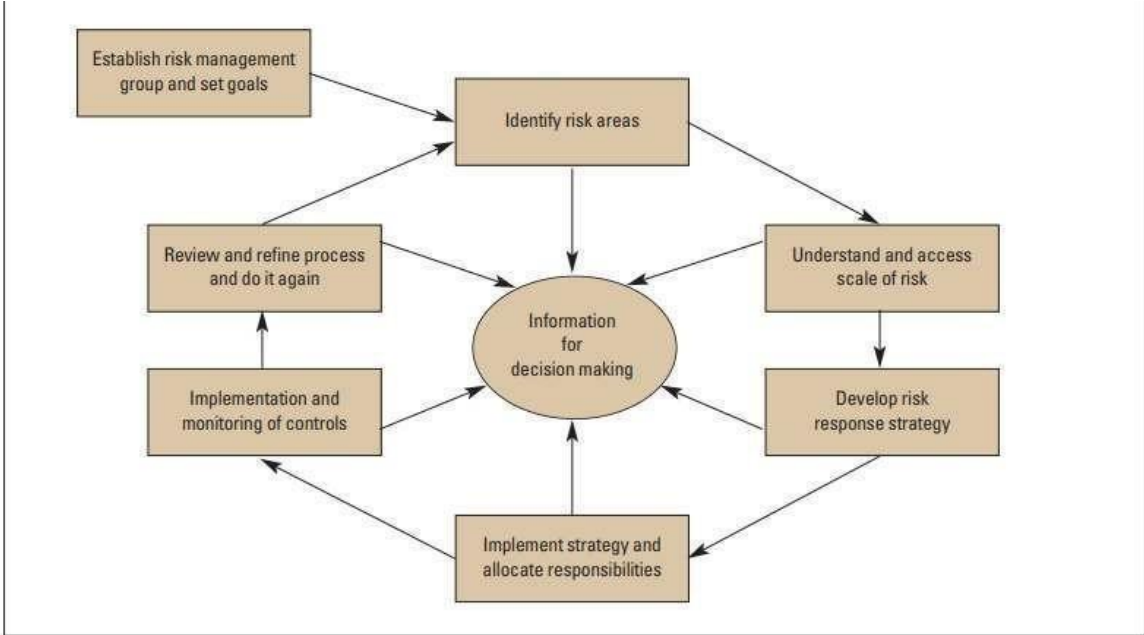 Establish risk management
group and set goals
Identify risk areas
Review and refine process
and do it again
Understand and access
scale of risk
Information
for
decision making
Implementation and
monitoring of controls
Develop risk
response strategy
Implement strategy and
allocate responsibilities